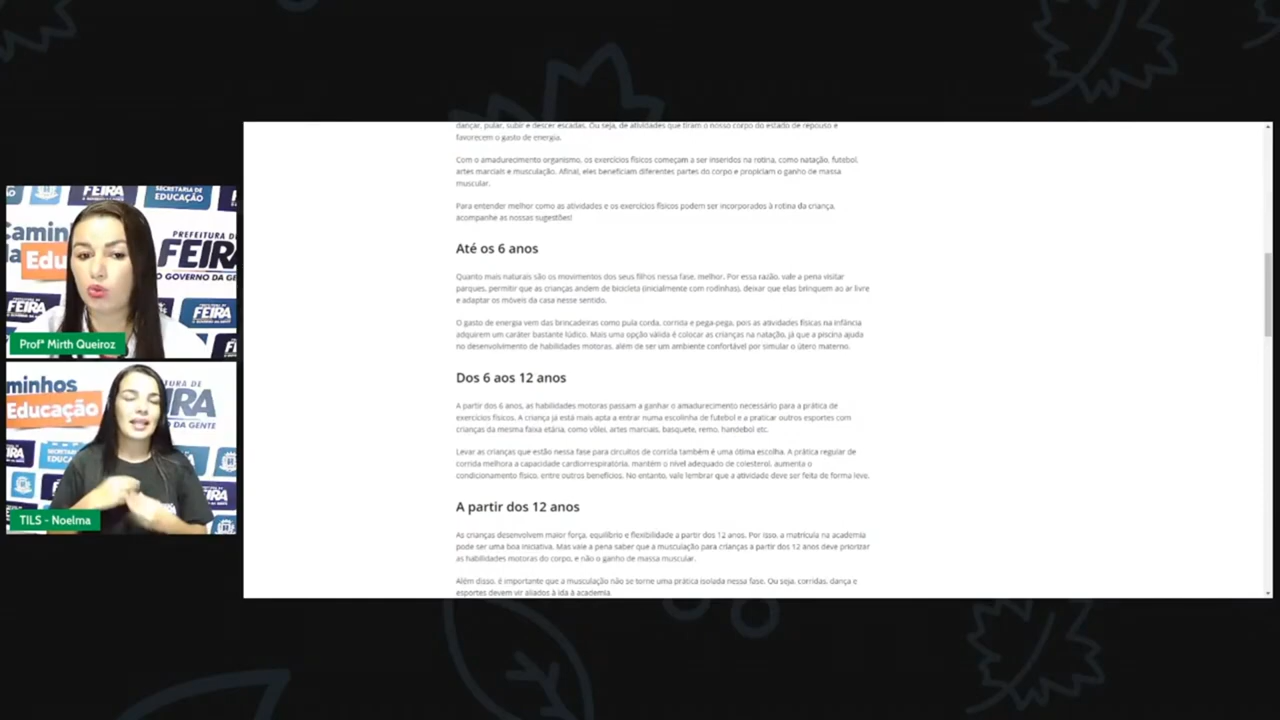 dançar, pular, subir e descer escadas. Ou seja, de atividades que tiram o nosso corpo do estado de repouso e
favorecem o gasto de energia.
Com o amadurecimento organismo, os exercícios físicos começam a ser inseridos na rotina, como natação, futebol,
artes marciais e musculação. Afinal, eles beneficiam diferentes partes do corpo e propiciam o ganho de massa
muscular.
Para entender melhor como as atividades e os exercícios físicos podem ser incorporados à rotina da criança,
acompanhe as nossas sugestões!
Até os 6 anos
Quanto mais naturais são os movimentos dos seus filhos nessa fase, melhor. Por essa razão, vale a pena visitar
parques, permitir que as crianças andem de bicicleta (inicialmente com rodinhas), deixar que elas brinquem ao ar livre
e adaptar os móveis da casa nesse sentido.
O gasto de energia vem das brincadeiras como pula corda, corrida e pega-pega, pois as atividades físicas na infância
adquirem um caráter bastante lúdico. Mais uma opção válida é colocar as crianças na natação, já que a piscina ajuda
no desenvolvimento de habilidades motoras, além de ser um ambiente confortável por simular o útero materno.
Dos 6 aos 12 anos
A partir dos 6 anos, as habilidades motoras passam a ganhar o amadurecimento necessário para a prática de
exercícios físicos. A criança já está mais apta a entrar numa escolinha de futebol e a praticar outros esportes com
crianças da mesma faixa etária, como vôlei, artes marciais, basquete, remo, handebol etc.
Levar as crianças que estão nessa fase para circuitos de corrida também é uma ótima escolha. A prática regular de
corrida melhora a capacidade cardiorrespiratória, mantém o nível adequado de colesterol, aumenta o
condicionamento físico, entre outros benefícios. No entanto, vale lembrar que a atividade deve ser feita de forma leve.
A partir dos 12 anos
As crianças desenvolvem maior força, equilíbrio e flexibilidade a partir dos 12 anos. Por isso, a matrícula na academia
pode ser uma boa iniciativa. Mas vale a pena saber que a musculação para crianças a partir dos 12 anos deve priorizar
as habilidades motoras do corpo, e não o ganho de massa muscular.
Além disso, é importante que a musculação não se torne uma prática isolada nessa fase. Ou seja, corridas, dança e
esportes devem vir aliados à ida à academia.
FEIRA
SECRETARIA DE
EDUCAÇÃO
Camin
da
Edu
PREFEITURA DE
FEIRA
O GOVERNO DA GE
FEIRA
Profª Mirth Queiroz
minhos
Educação
TURA DE
IRA
DA GENTE
TILS - Noelma